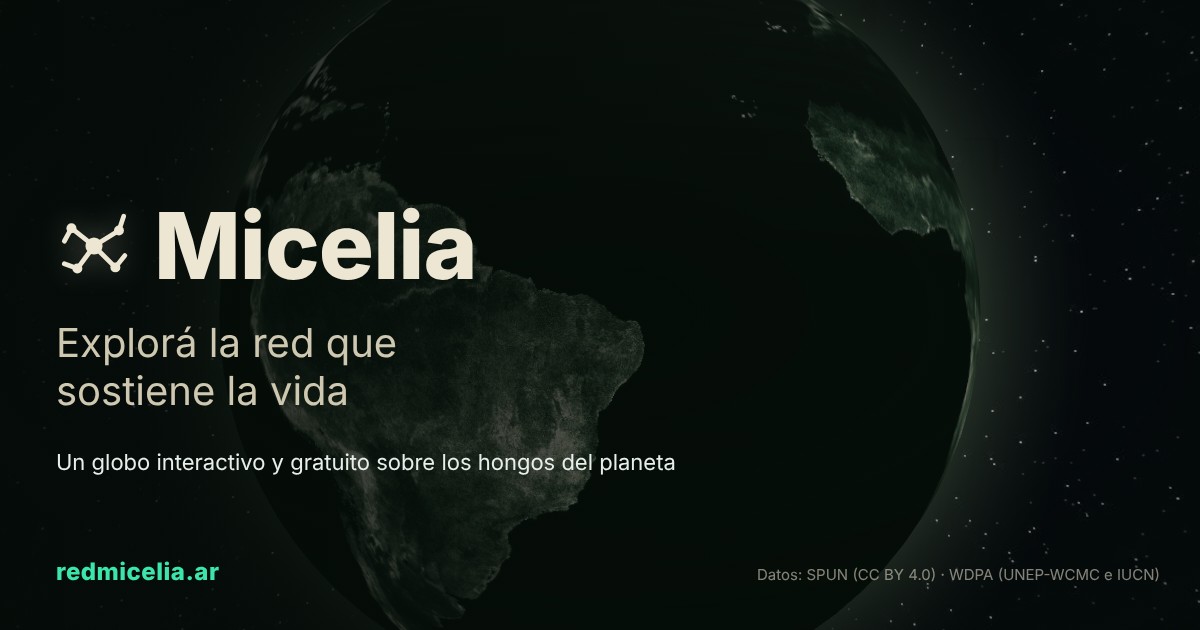 Micelia
Explorá la red que
sostiene la vida
Un globo interactivo y gratuito sobre los hongos del planeta
redmicelia.ar
Datos: SPUN (CC BY 4.0) · WDPA (UNEP-WCMC e IUCN)